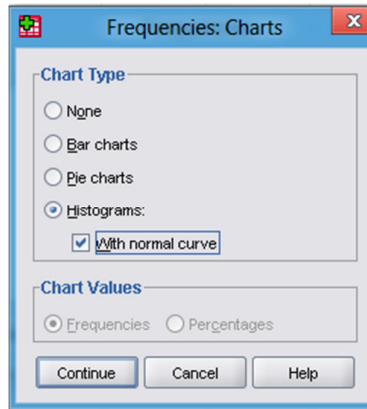 Frequencies: Charts
Chart Type
None
Bar charts
Pie charts
Histograms:
With normal curve
Chart Values
Frequencies Percentages
Continue Cancel Help